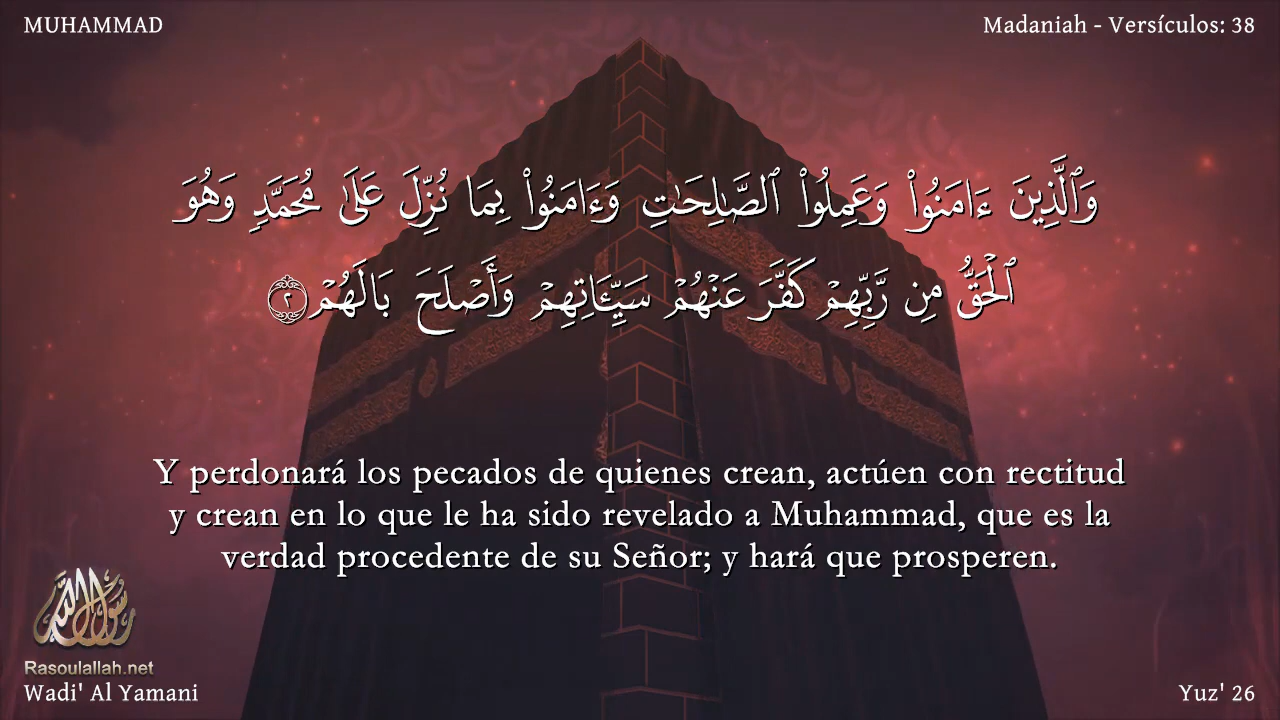 MUHAMMAD
Madaniah - Versículos: 38
وَٱلَّذِينَ ءَامَنُوا۟ وَعَمِلُوا۟ ٱلصَّـٰلِحَـٰتِ وَءَامَنُوا۟ بِمَا نُزِّلَ عَلَىٰ مُحَمَّدٍ وَهُوَ
ٱلْحَقُّ مِن رَّبِّهِمْ كَفَّرَ عَنْهُمْ سَيِّـَٔاتِهِمْ وَأَصْلَحَ بَالَهُمْ ٢
Y perdonará los pecados de quienes crean, actúen con rectitud
y crean en lo que le ha sido revelado a Muhammad, que es la
verdad procedente de su Señor; y hará que prosperen.
رسول الله
Rasoulallah.net
Wadi' Al Yamani
Yuz' 26